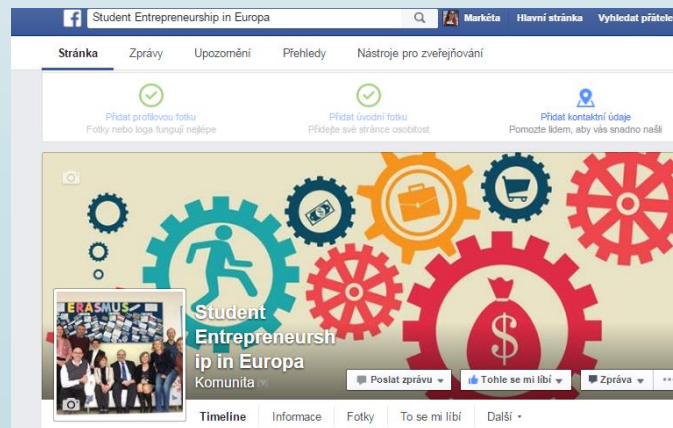 f Student Entrepreneurship in Europa Markéta Hlavní stránka Vyhledat přátele
Stránka Zprávy Upozornění Přehledy Nástroje pro zveřejňování
Přidat profilovou fotku Přidat úvodní fotku Přidat kontaktní údaje
Fotky nebo loga fungují nejlépe Přidejte své stránce osobitost Pomozte lidem, aby vás snadno našli
$
ERASMUS
Student
Entrepreneursh
ip in Europa
Komunita
Poslat zprávu Tohle se mi líbí Zpráva
Timeline Informace Fotky To se mi líbí Další